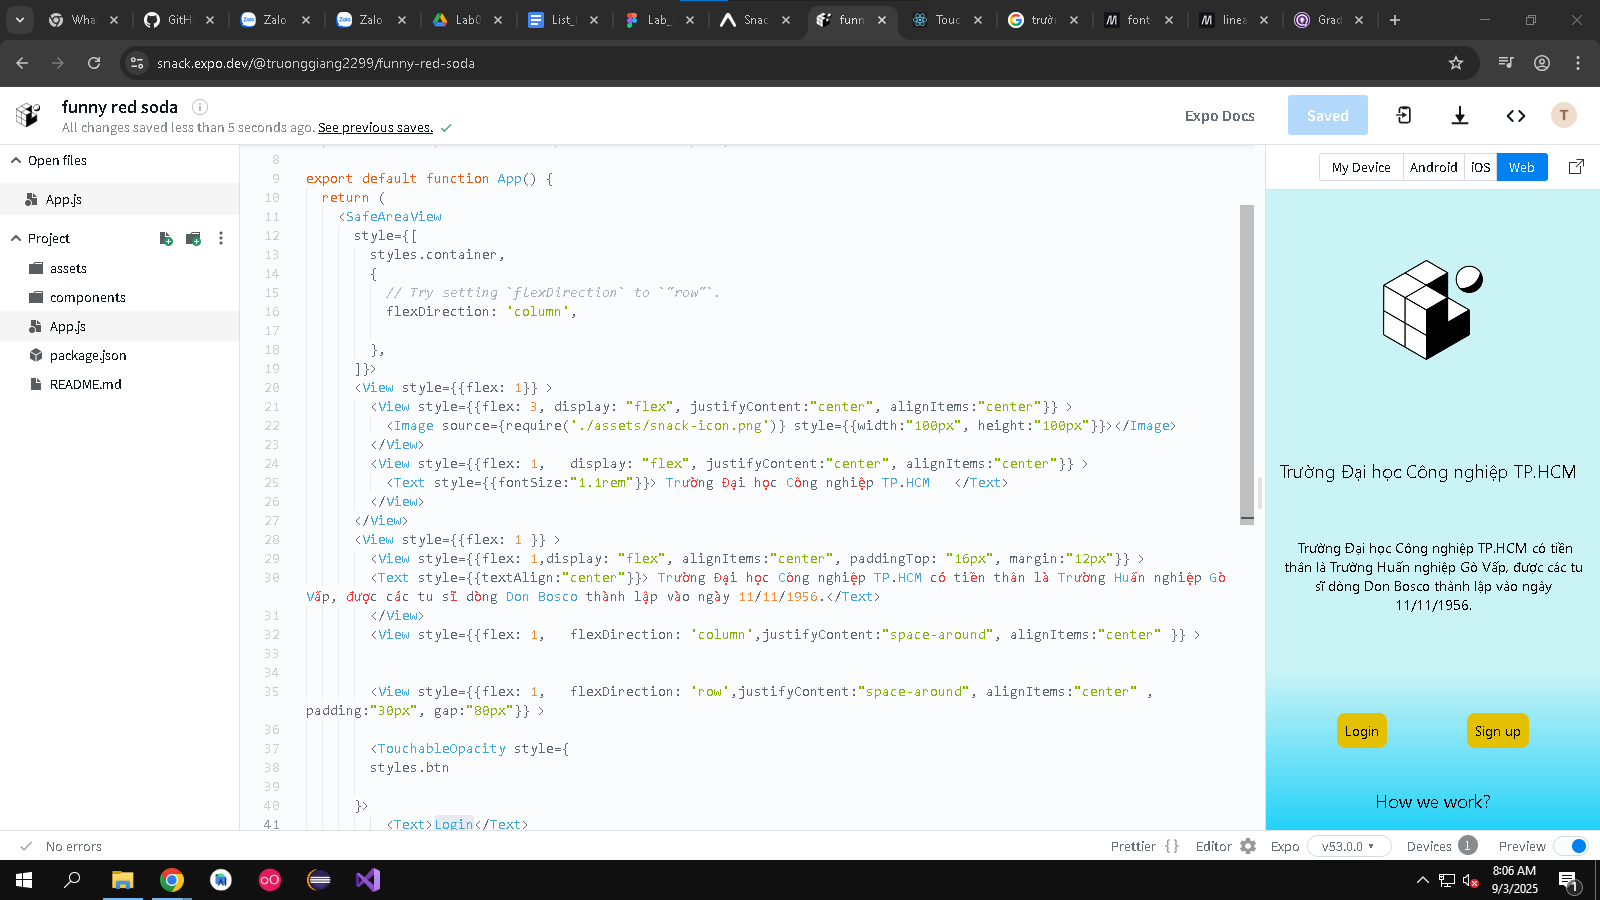 What
GitH
Zalo
Zalo
Lab0
List_l
Lab_
Snac
funn
Touc
trườr
font
linea
Grad
snack.expo.dev/@truonggiang2299/funny-red-soda
funny red soda
All changes saved less than 5 seconds ago. See previous saves.
Expo Docs
Saved
T
Open files
App.js
Project
assets
components
App.js
package.json
README.md
8
9 export default function App() {
10 return (
11 <SafeAreaView
12 style={[
13 styles.container,
14 {
15 // Try setting `flexDirection` to `"row"`.
16 flexDirection: 'column',
17
18 },
19 ]}>
20 <View style={{flex: 1}} >
21 <View style={{flex: 3, display: "flex", justifyContent:"center", alignItems:"center"}} >
22 <Image source={require('./assets/snack-icon.png')} style={{width:"100px", height:"100px"}}></Image>
23 </View>
24 <View style={{flex: 1,   display: "flex", justifyContent:"center", alignItems:"center"}} >
25 <Text style={{fontSize:"1.1rem"}}> Trường Đại học Công nghiệp TP.HCM   </Text>
26 </View>
27 </View>
28 <View style={{flex: 1 }} >
29 <View style={{flex: 1,display: "flex", alignItems:"center", paddingTop: "16px", margin:"12px"}} >
30 <Text style={{textAlign:"center"}}> Trường Đại học Công nghiệp TP.HCM có tiền thân là Trường Huấn nghiệp Gò
Vấp, được các tu sĩ dòng Don Bosco thành lập vào ngày 11/11/1956.</Text>
31 </View>
32 <View style={{flex: 1,   flexDirection: 'column',justifyContent:"space-around", alignItems:"center" }} >
33
34
35 <View style={{flex: 1,   flexDirection: 'row',justifyContent:"space-around", alignItems:"center" ,
padding:"30px", gap:"80px"}} >
36
37 <TouchableOpacity style={
38 styles.btn
39
40 }>
41 <Text>Login</Text>
My Device
Android
iOS
Web
Trường Đại học Công nghiệp TP.HCM
Trường Đại học Công nghiệp TP.HCM có tiền
thân là Trường Huấn nghiệp Gò Vấp, được các tu
sĩ dòng Don Bosco thành lập vào ngày
11/11/1956.
Login
Sign up
How we work?
No errors
Prettier { }
Editor
Expo
v53.0.0
Devices 1
Preview
8:06 AM
9/3/2025
1